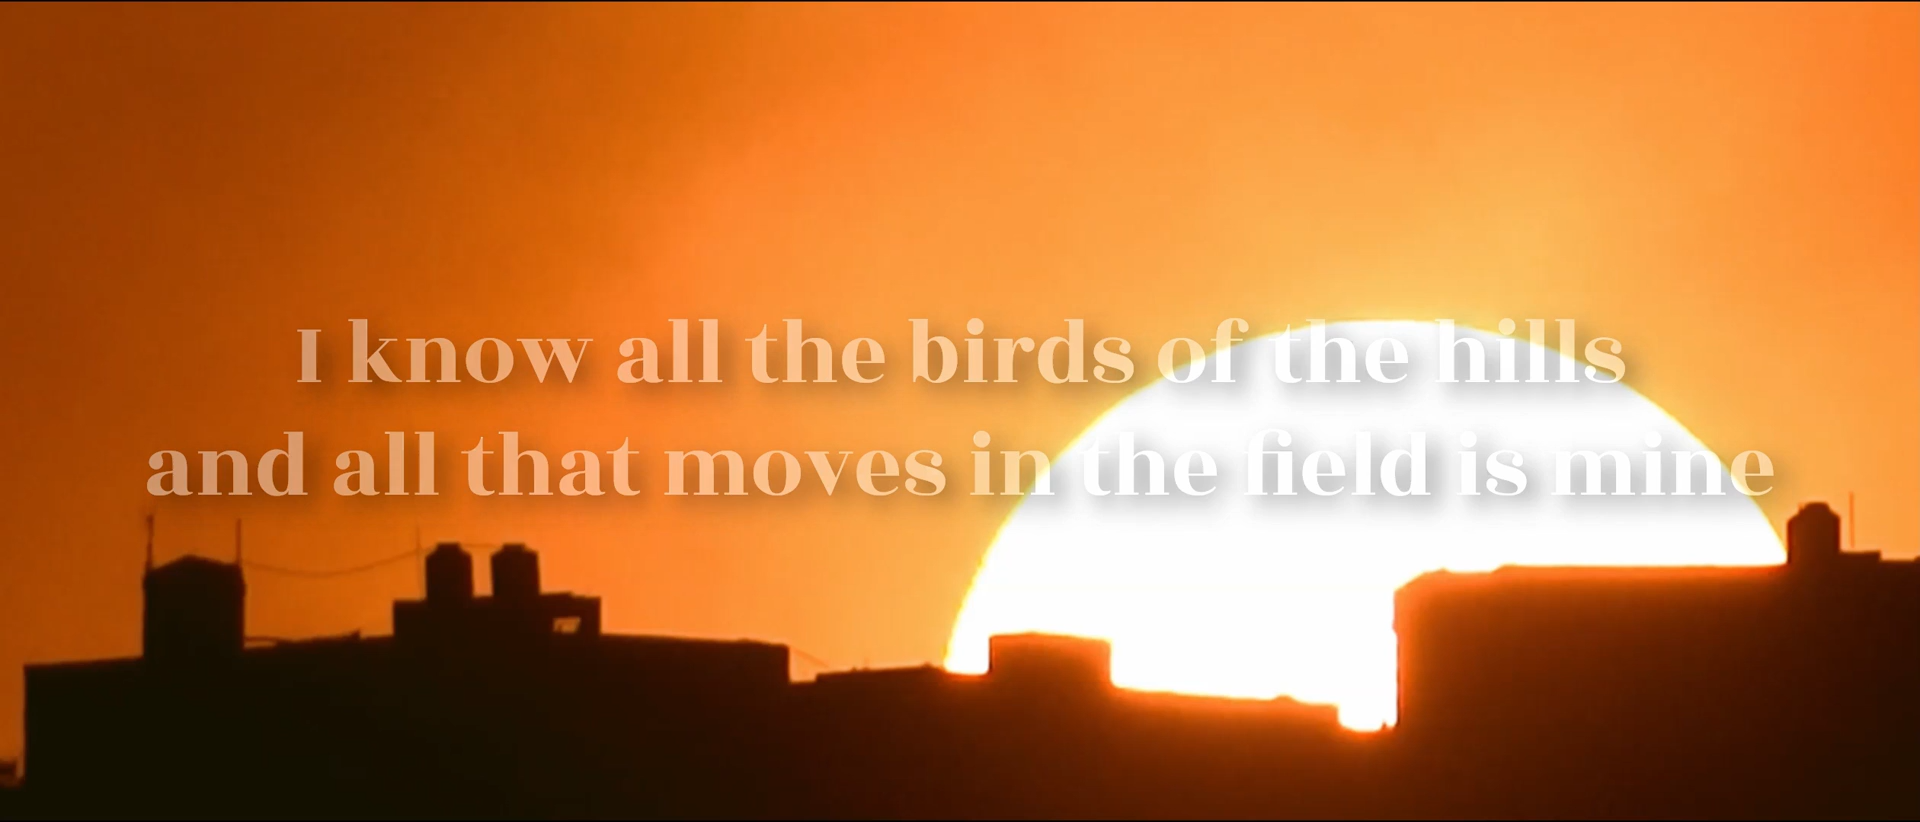 I know all the birds of the hills
and all that moves in the field is mine